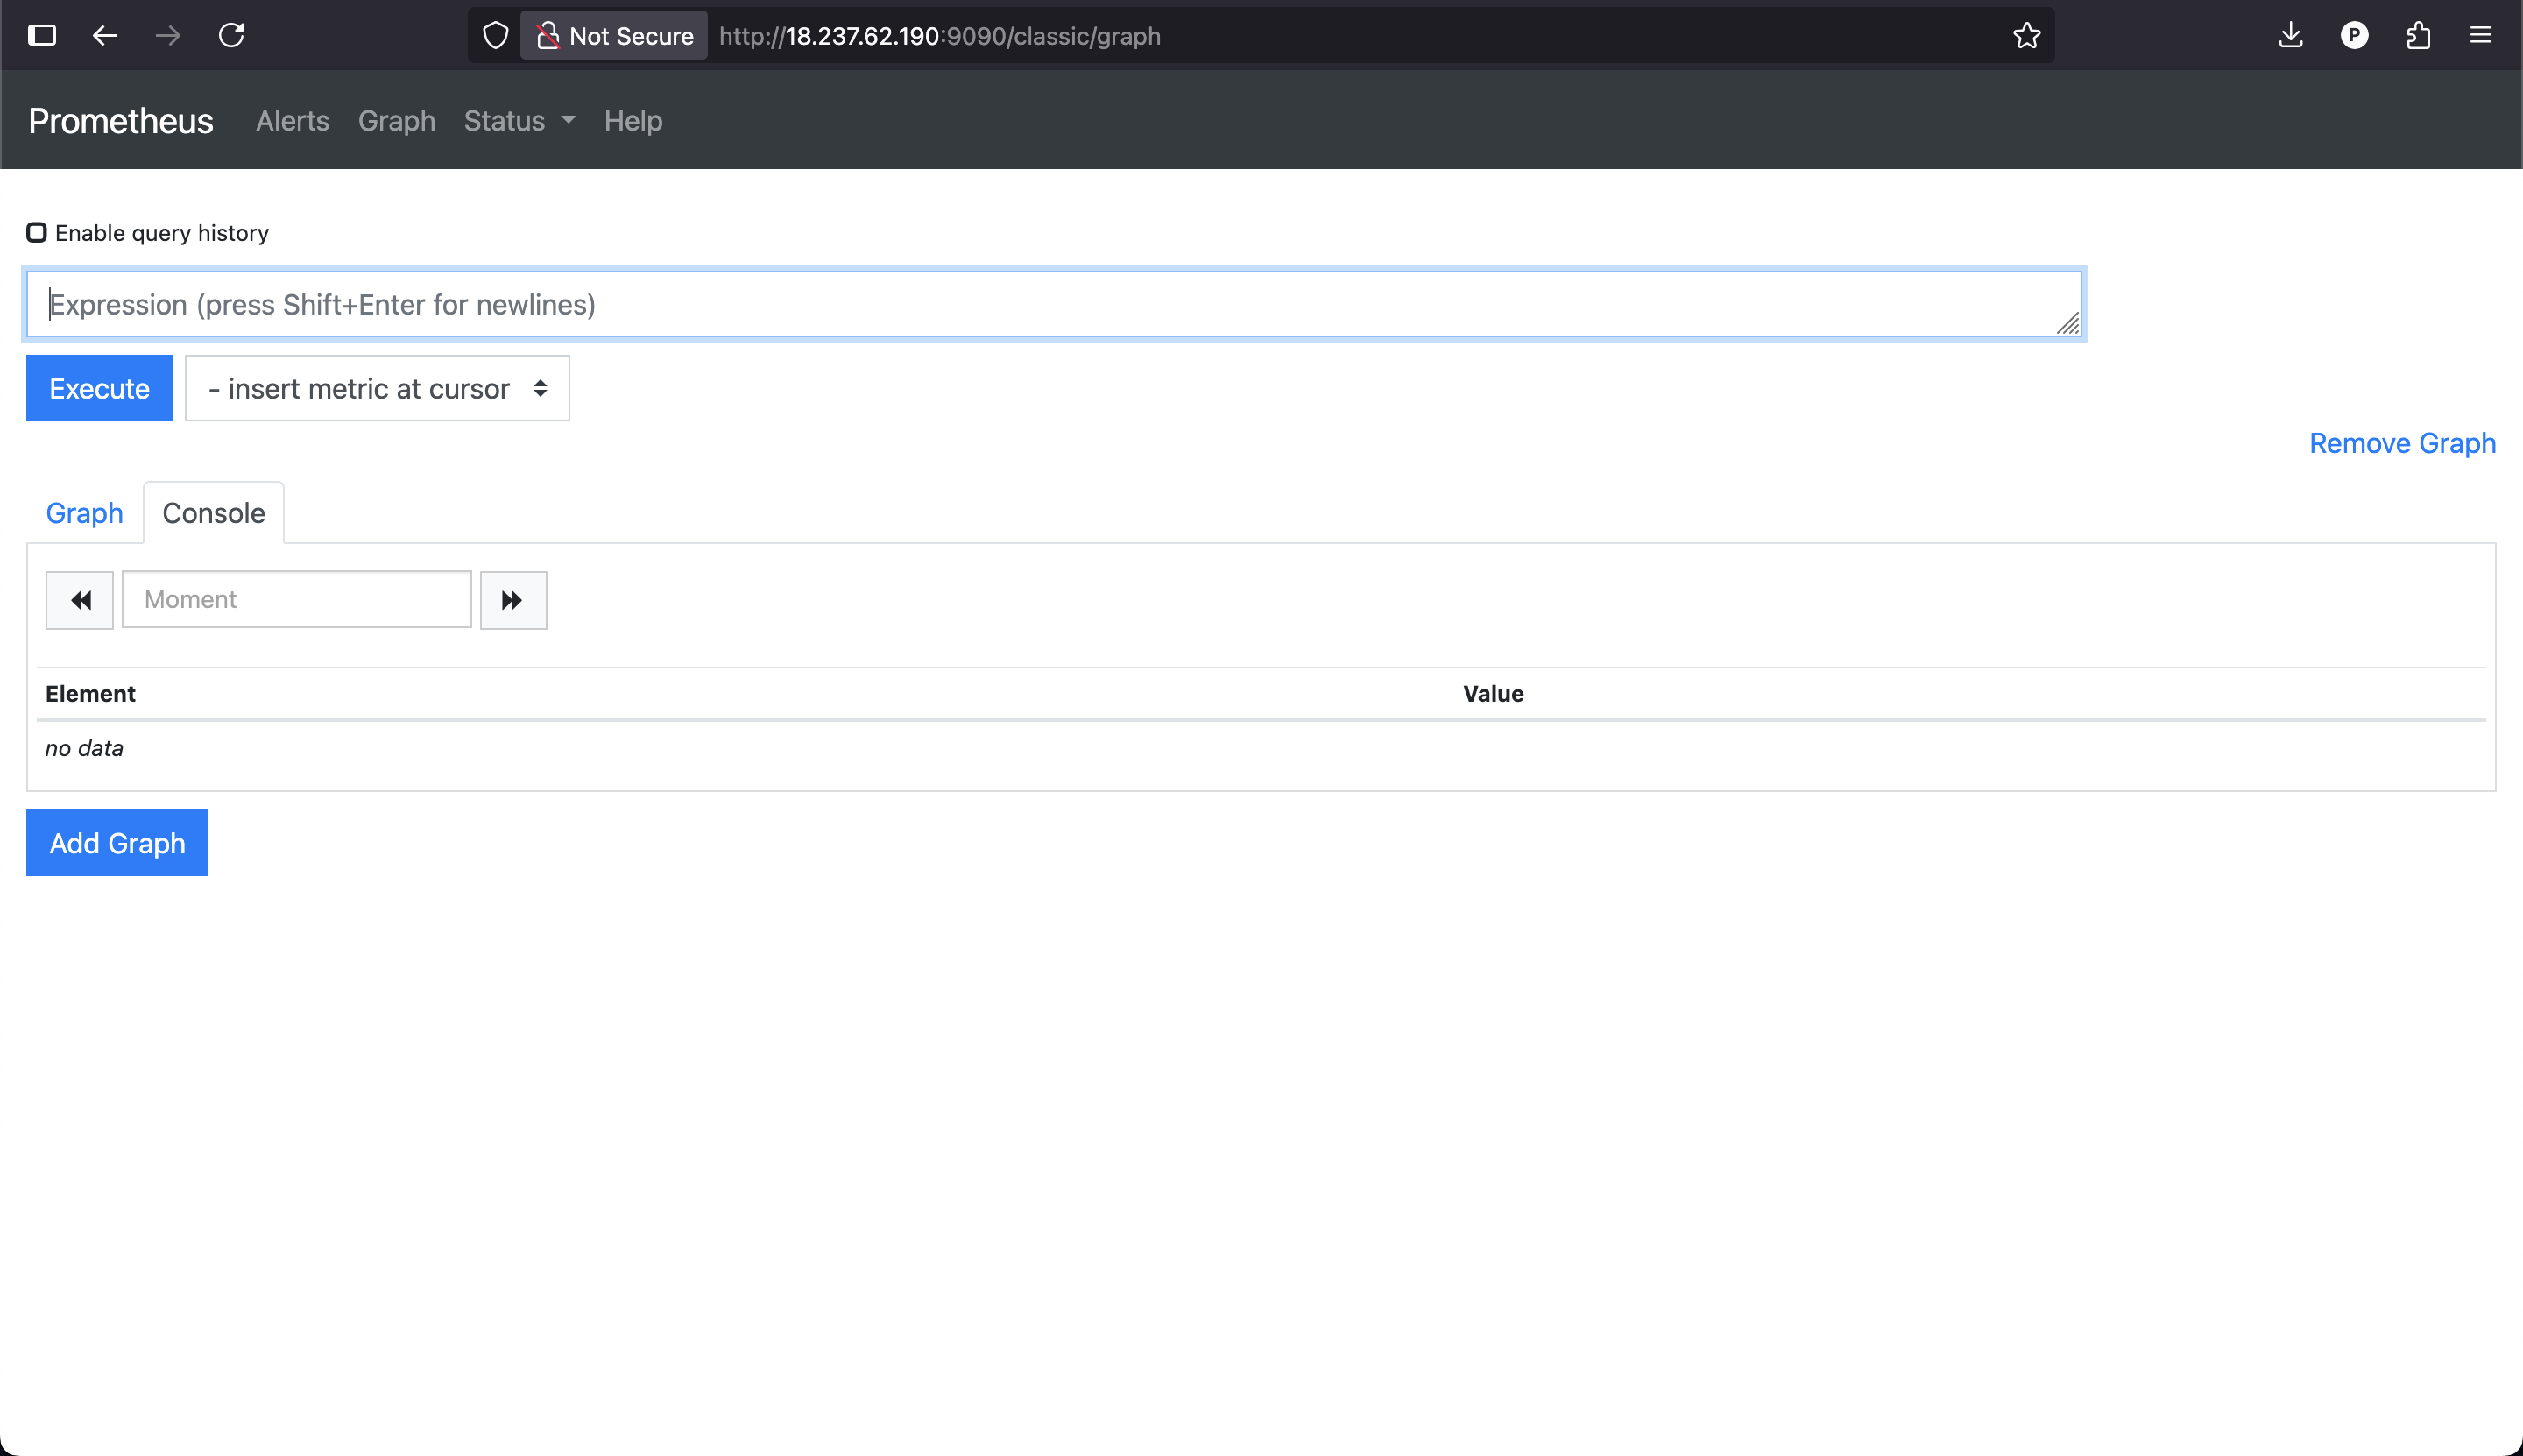 Not Secure http://18.237.62.190:9090/classic/graph P
Prometheus Alerts Graph Status Help
Enable query history
Expression (press Shift+Enter for newlines)
Execute - insert metric at cursor
Remove Graph
Graph Console
Moment
Element Value
no data
Add Graph